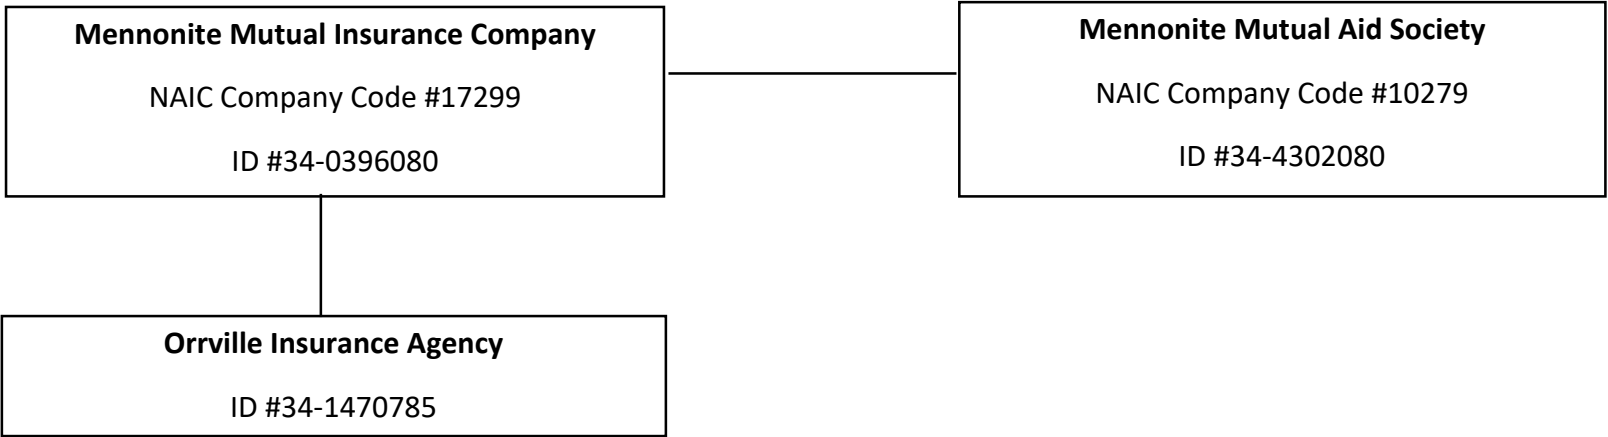 Mennonite Mutual Insurance Company
NAIC Company Code #17299
ID #34-0396080
Mennonite Mutual Aid Society
NAIC Company Code #10279
ID #34-4302080
Orrville Insurance Agency
ID #34-1470785